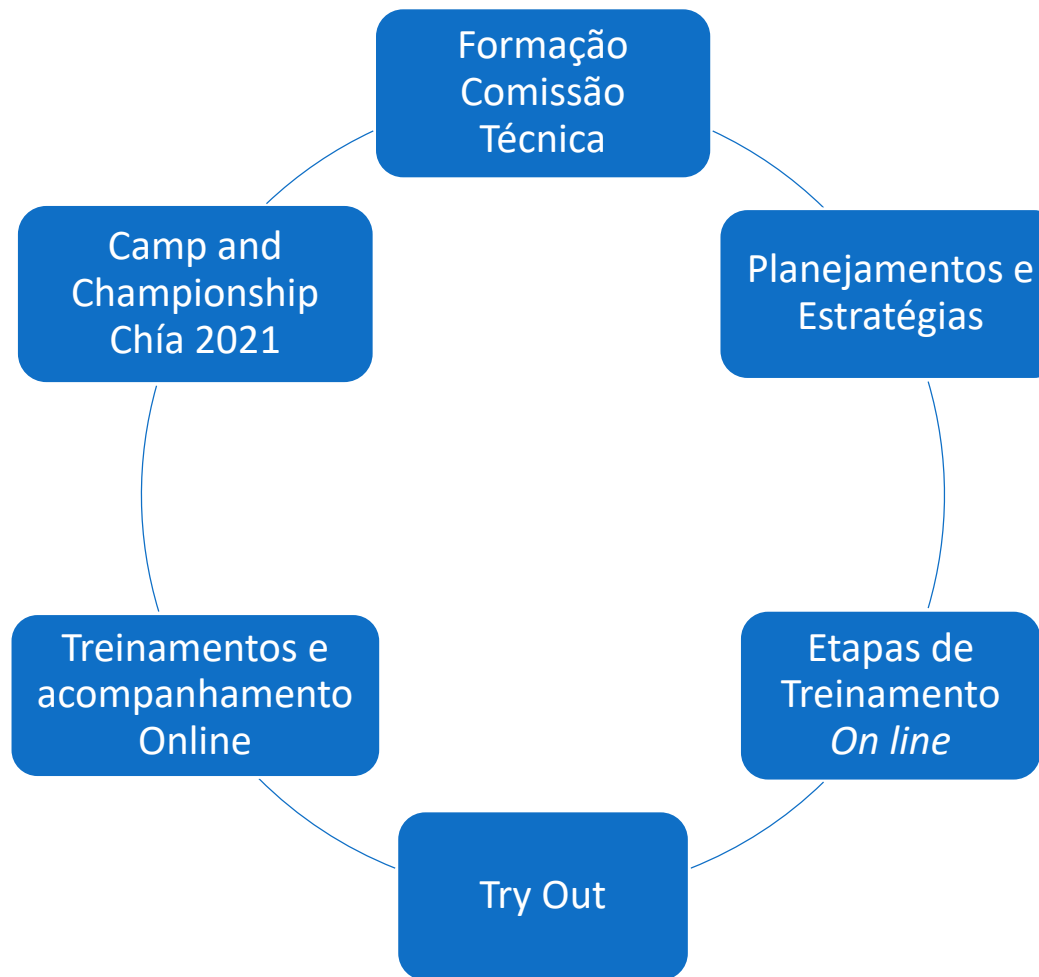 Formação
Comissão
Técnica
Planejamentos e
Estratégias
Etapas de
Treinamento
On line
Try Out
Treinamentos e
acompanhamento
Online
Camp and
Championship
Chía 2021